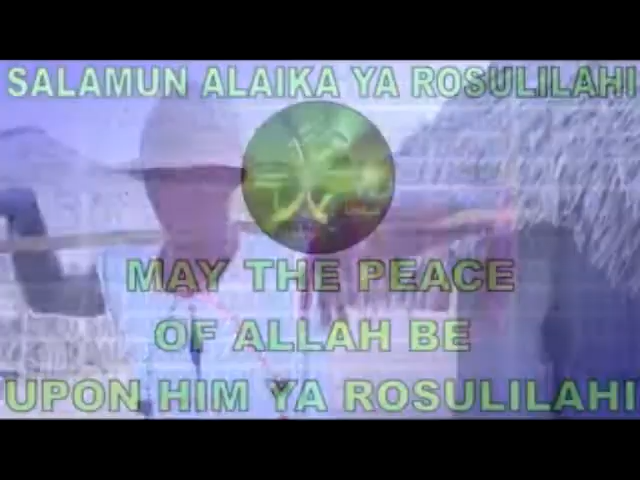 SALAMUN ALAIKA YA ROSULILAHI
MAY THE PEACE
OF ALLAH BE
UPON HIM YA ROSULILAHI